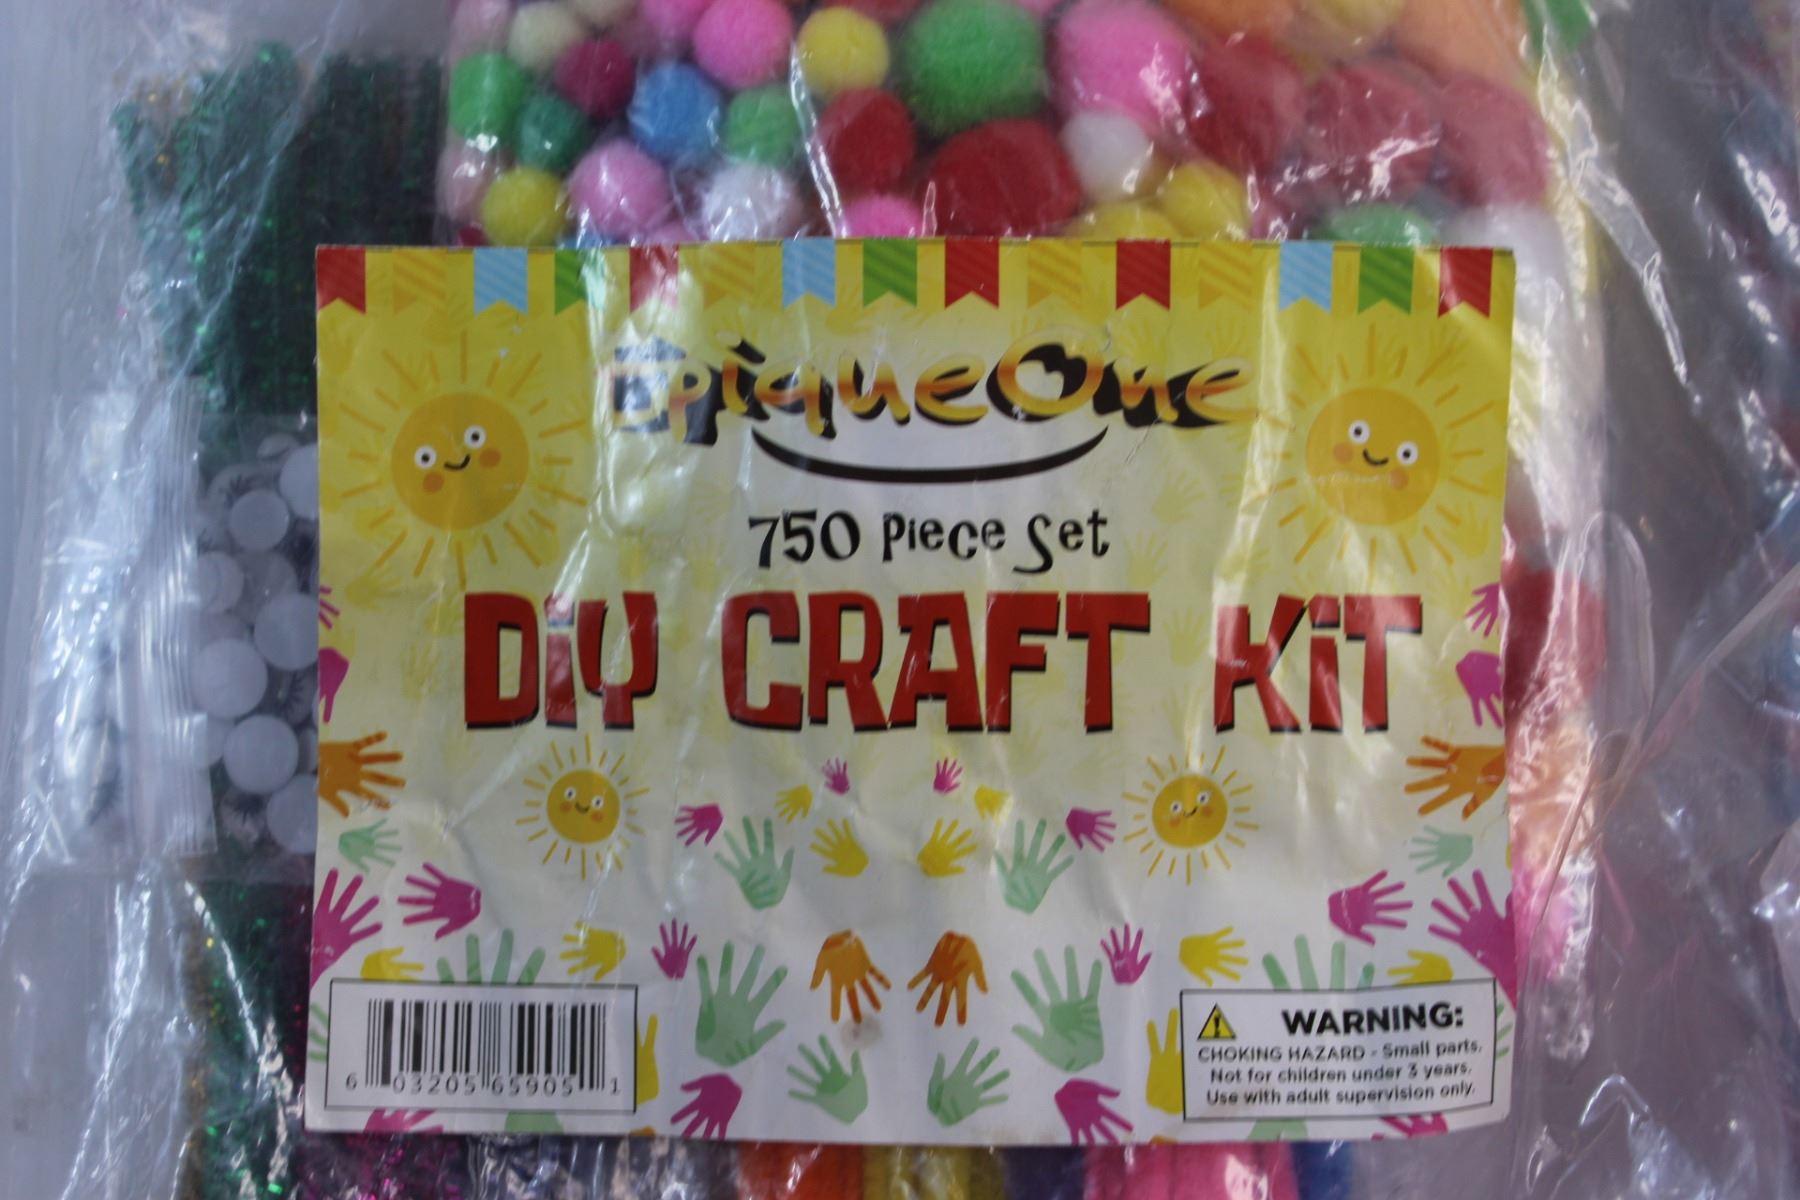 EpiqueOne
750 Piece Set
DiY CRAFT KiT
6 03205 65905 1
WARNING:
CHOKING HAZARD - Small parts.
Not for children under 3 years.
Use with adult supervision only.